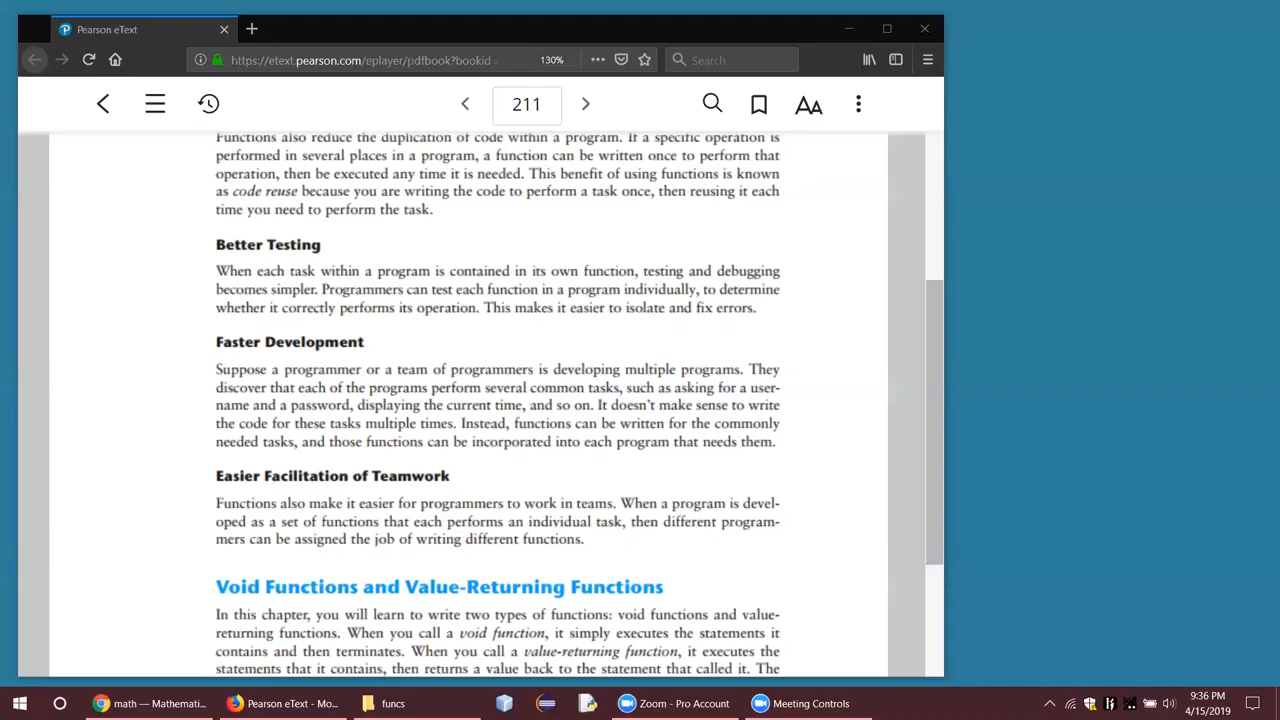 Pearson eText
https://etext.pearson.com/eplayer/pdfbook?bookid=
130%
Search
211
AA
Functions also reduce the duplication of code within a program. If a specific operation is
performed in several places in a program, a function can be written once to perform that
operation, then be executed any time it is needed. This benefit of using functions is known
as code reuse because you are writing the code to perform a task once, then reusing it each
time you need to perform the task.
Better Testing
When each task within a program is contained in its own function, testing and debugging
becomes simpler. Programmers can test each function in a program individually, to determine
whether it correctly performs its operation. This makes it easier to isolate and fix errors.
Faster Development
Suppose a programmer or a team of programmers is developing multiple programs. They
discover that each of the programs perform several common tasks, such as asking for a user-
name and a password, displaying the current time, and so on. It doesn't make sense to write
the code for these tasks multiple times. Instead, functions can be written for the commonly
needed tasks, and those functions can be incorporated into each program that needs them.
Easier Facilitation of Teamwork
Functions also make it easier for programmers to work in teams. When a program is devel-
oped as a set of functions that each performs an individual task, then different program-
mers can be assigned the job of writing different functions.
Void Functions and Value-Returning Functions
In this chapter, you will learn to write two types of functions: void functions and value-
returning functions. When you call a void function, it simply executes the statements it
contains and then terminates. When you call a value-returning function, it executes the
statements that it contains, then returns a value back to the statement that called it. The
math — Mathemati...
Pearson eText - Mo...
funcs
Zoom - Pro Account
Meeting Controls
9:36 PM
4/15/2019